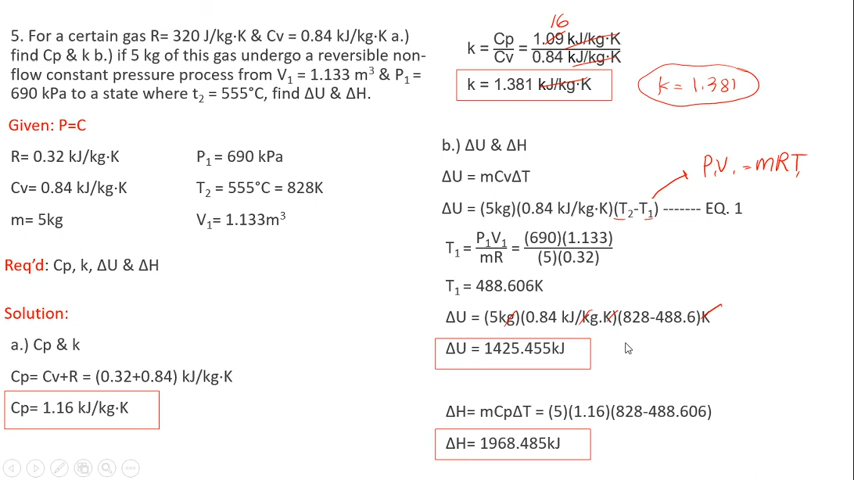 5. For a certain gas R= 320 J/kg·K & Cv = 0.84 kJ/kg·K a.)
find Cp & k b.) if 5 kg of this gas undergo a reversible non-
flow constant pressure process from V₁ = 1.133 m³ & P₁ =
690 kPa to a state where t₂ = 555°C, find ΔU & ΔH.
Given: P=C
R= 0.32 kJ/kg·K
P₁ = 690 kPa
Cv= 0.84 kJ/kg·K
T₂ = 555°C = 828K
m= 5kg
V₁= 1.133m³
Req'd: Cp, k, ΔU & ΔH
Solution:
a.) Cp & k
Cp= Cv+R = (0.32+0.84) kJ/kg·K
Cp= 1.16 kJ/kg·K
16
k = Cp/Cv = 1.09 kJ/kg·K / 0.84 kJ/kg·K
k = 1.381 kJ/kg·K
k = 1.381
b.) ΔU & ΔH
ΔU = mCvΔT
P₁V₁ = mRT₁
ΔU = (5kg)(0.84 kJ/kg·K)(T₂-T₁) ------- EQ. 1
T₁ = P₁V₁/mR = (690)(1.133)/(5)(0.32)
T₁ = 488.606K
ΔU = (5kg)(0.84 kJ/kg.K)(828-488.6)K
ΔU = 1425.455kJ
ΔH= mCpΔT = (5)(1.16)(828-488.606)
ΔH= 1968.485kJ